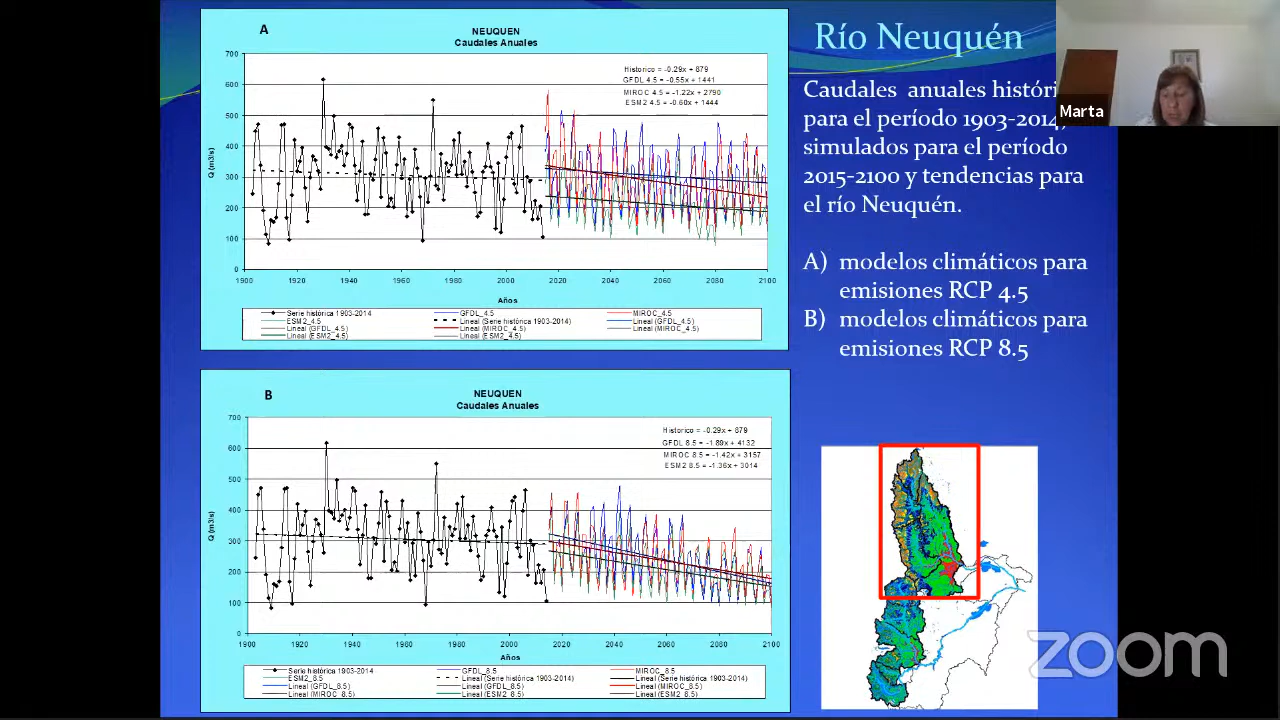 A
NEUQUEN
Caudales Anuales
700
600
500
400
300
200
100
0
Q (m3/s)
Historico = -0.29x + 879
GFDL 4.5 = -0.55x + 1441
MIROC 4.5 = -1.22x + 2790
ESM2 4.5 = -0.60x + 1444
1900 1920 1940 1960 1980 2000 2020 2040 2060 2080 2100
Años
Serie histórica 1903-2014 GFDL_4.5 MIROC_4.5
ESM2_4.5 Lineal (Serie histórica 1903-2014) Lineal (GFDL_4.5)
Lineal (GFDL_4.5) Lineal (MIROC_4.5) Lineal (MIROC_4.5)
Lineal (ESM2_4.5) Lineal (ESM2_4.5)
Río Neuquén
Caudales anuales históri
para el período 1903-2014,
simulados para el período
2015-2100 y tendencias para
el río Neuquén.
A) modelos climáticos para
emisiones RCP 4.5
B) modelos climáticos para
emisiones RCP 8.5
Marta
B
NEUQUEN
Caudales Anuales
700
600
500
400
300
200
100
0
Q (m3/s)
Historico = -0.29x + 879
GFDL 8.5 = -1.89x + 4132
MIROC 8.5 = -1.42x + 3157
ESM2 8.5 = -1.36x + 3014
1900 1920 1940 1960 1980 2000 2020 2040 2060 2080 2100
Años
Serie histórica 1903-2014 GFDL_8.5 MIROC_8.5
ESM2_8.5 Lineal (Serie histórica 1903-2014) Lineal (Serie histórica 1903-2014)
Lineal (GFDL_8.5) Lineal (GFDL_8.5) Lineal (MIROC_8.5)
Lineal (MIROC_8.5) Lineal (ESM2_8.5) Lineal (ESM2_8.5)
zoom